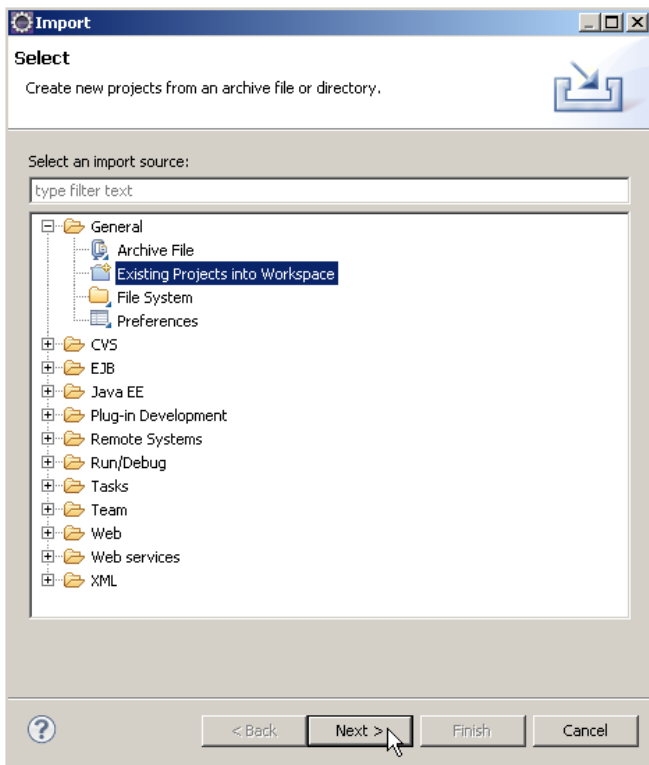 Import
Select
Create new projects from an archive file or directory.
Select an import source:
type filter text
General
Archive File
Existing Projects into Workspace
File System
Preferences
CVS
EJB
Java EE
Plug-in Development
Remote Systems
Run/Debug
Tasks
Team
Web
Web services
XML
? < Back Next > Finish Cancel